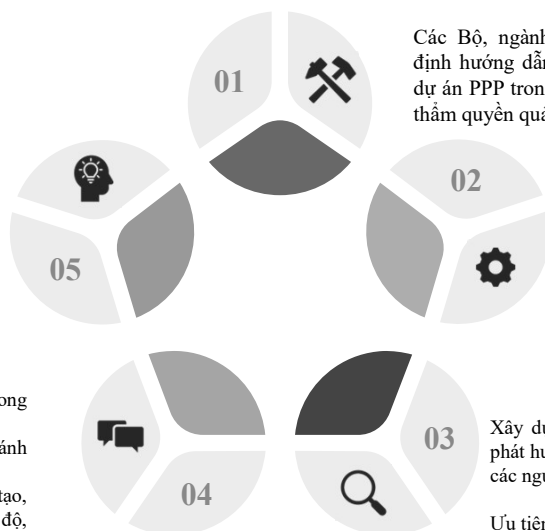 Các Bộ, ngành
định hướng dẫn
dự án PPP tron
thẩm quyền quả
01
02
05
ong
ánh
tạo,
độ,
04
03
Xây dự
phát hu
các ngu
Ưu tiên